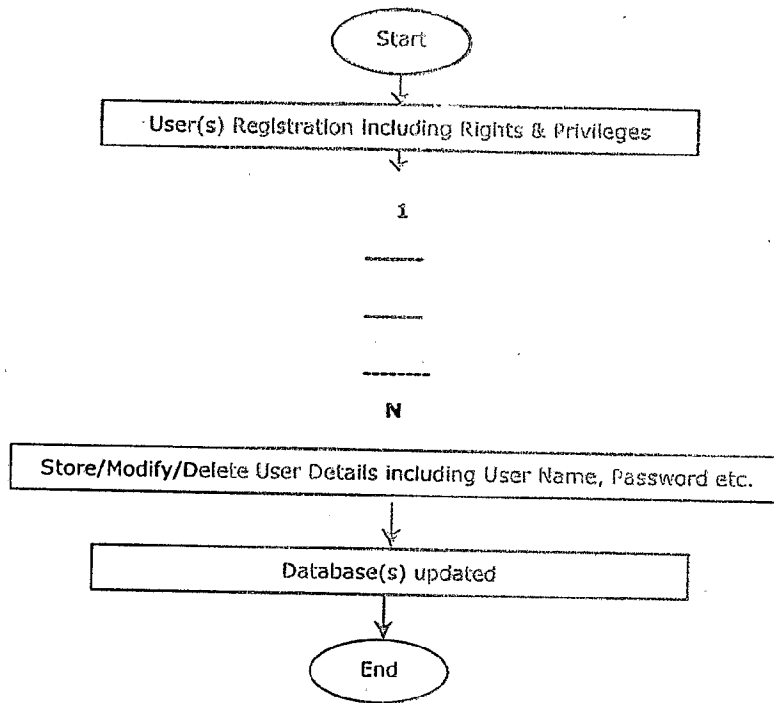 Start
User(s) Registration Including Rights & Privileges
1
N
Store/Modify/Delete User Details including User Name, Password etc.
Database(s) updated
End